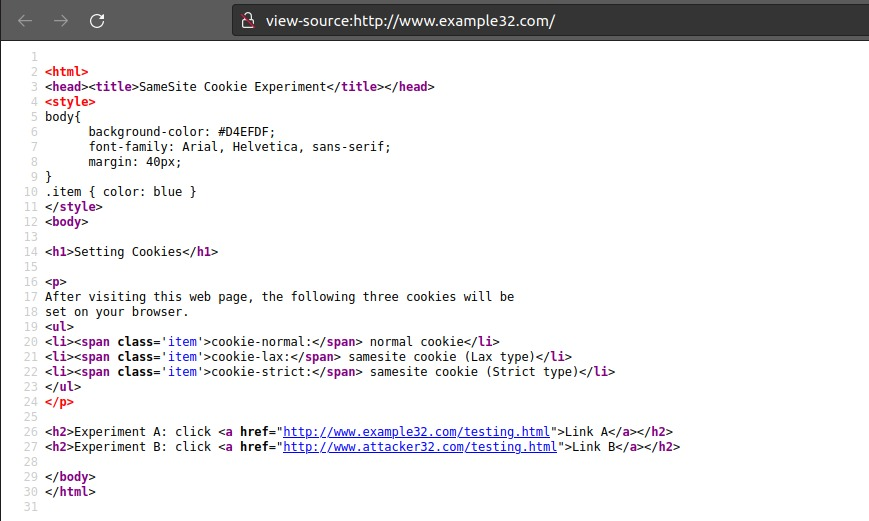 view-source:http://www.example32.com/
1
2 <html>
3 <head><title>SameSite Cookie Experiment</title></head>
4 <style>
5 body{
6       background-color: #D4EFDF;
7       font-family: Arial, Helvetica, sans-serif;
8       margin: 40px;
9 }
10 .item { color: blue }
11 </style>
12 <body>
13
14 <h1>Setting Cookies</h1>
15
16 <p>
17 After visiting this web page, the following three cookies will be
18 set on your browser.
19 <ul>
20 <li><span class='item'>cookie-normal:</span> normal cookie</li>
21 <li><span class='item'>cookie-lax:</span> samesite cookie (Lax type)</li>
22 <li><span class='item'>cookie-strict:</span> samesite cookie (Strict type)</li>
23 </ul>
24 </p>
25
26 <h2>Experiment A: click <a href="http://www.example32.com/testing.html">Link A</a></h2>
27 <h2>Experiment B: click <a href="http://www.attacker32.com/testing.html">Link B</a></h2>
28
29 </body>
30 </html>
31